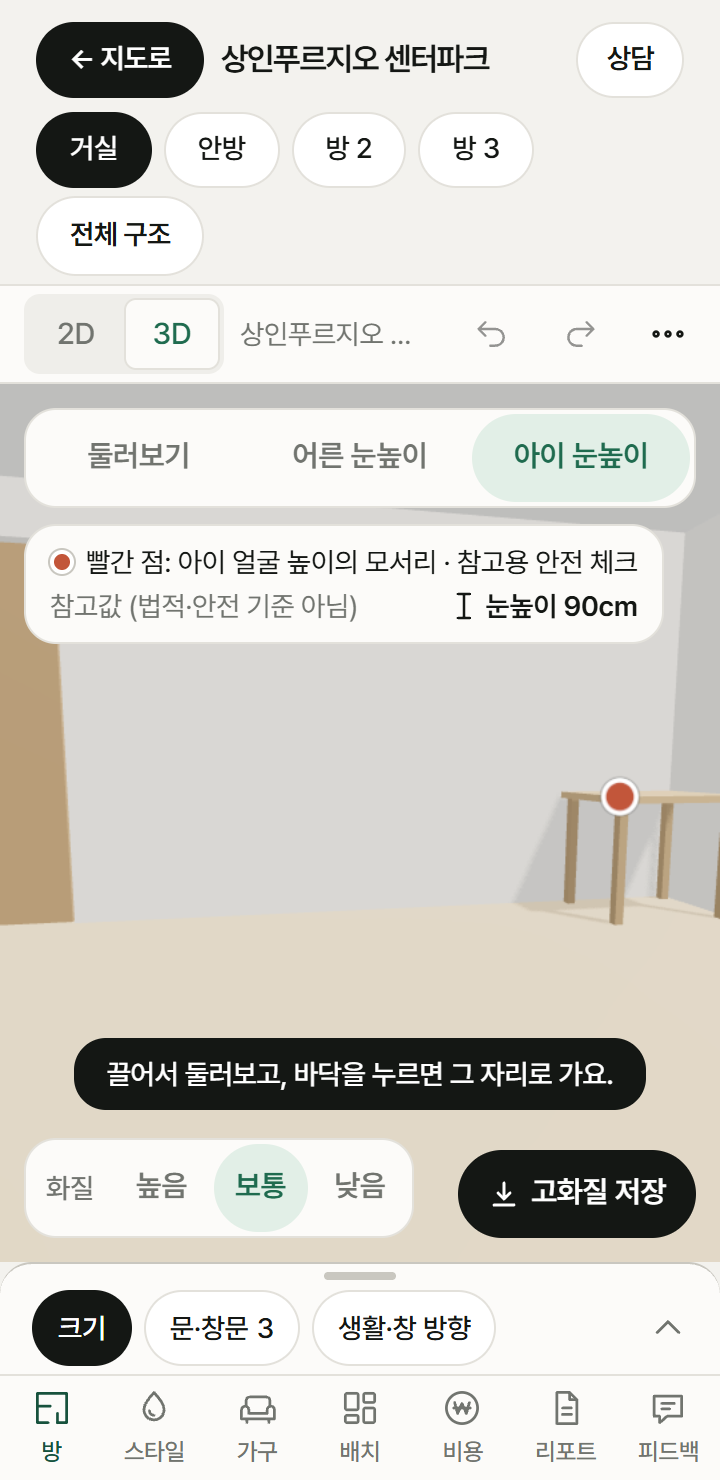 ← 지도로 상인푸르지오 센터파크 상담
거실 안방 방 2 방 3
전체 구조
2D 3D 상인푸르지오 ...
둘러보기 어른 눈높이 아이 눈높이
빨간 점: 아이 얼굴 높이의 모서리 · 참고용 안전 체크
참고값 (법적·안전 기준 아님) 눈높이 90cm
끌어서 둘러보고, 바닥을 누르면 그 자리로 가요.
화질 높음 보통 낮음 고화질 저장
크기 문·창문 3 생활·창 방향
방 스타일 가구 배치 비용 리포트 피드백